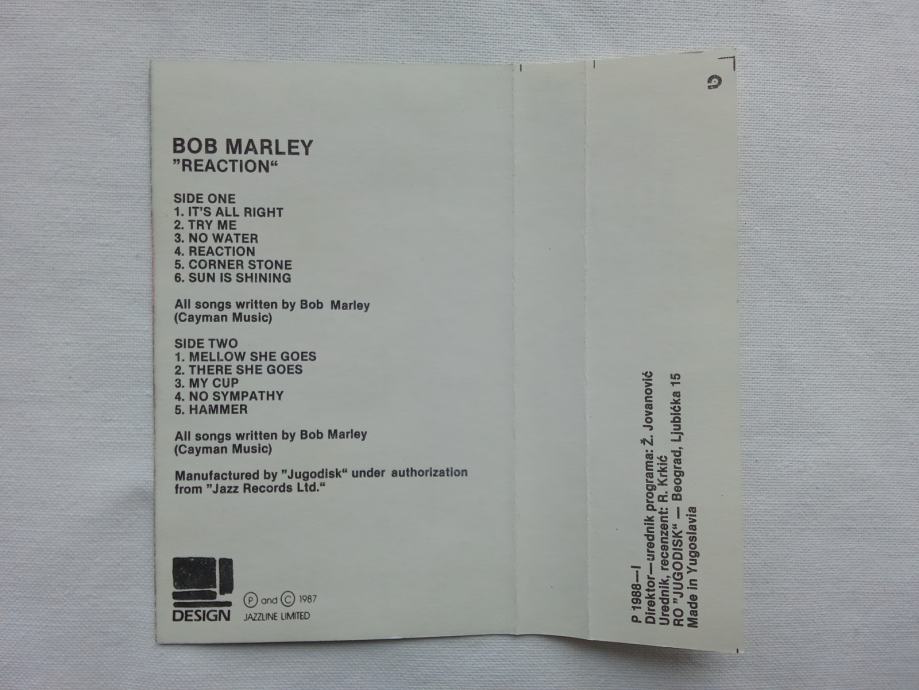 BOB MARLEY
”REACTION“
SIDE ONE
1. IT'S ALL RIGHT
2. TRY ME
3. NO WATER
4. REACTION
5. CORNER STONE
6. SUN IS SHINING
All songs written by Bob Marley
(Cayman Music)
SIDE TWO
1. MELLOW SHE GOES
2. THERE SHE GOES
3. MY CUP
4. NO SYMPATHY
5. HAMMER
All songs written by Bob Marley
(Cayman Music)
Manufactured by ”Jugodisk“ under authorization
from ”Jazz Records Ltd.“
DESIGN
Ⓟ and Ⓒ 1987
JAZZLINE LIMITED
P 1988—I
Direktor—urednik programa: Ž. Jovanović
Urednik, recenzent: R. Krkić
RO ”JUGODISK“ — Beograd, Ljubićka 15
Made in Yugoslavia